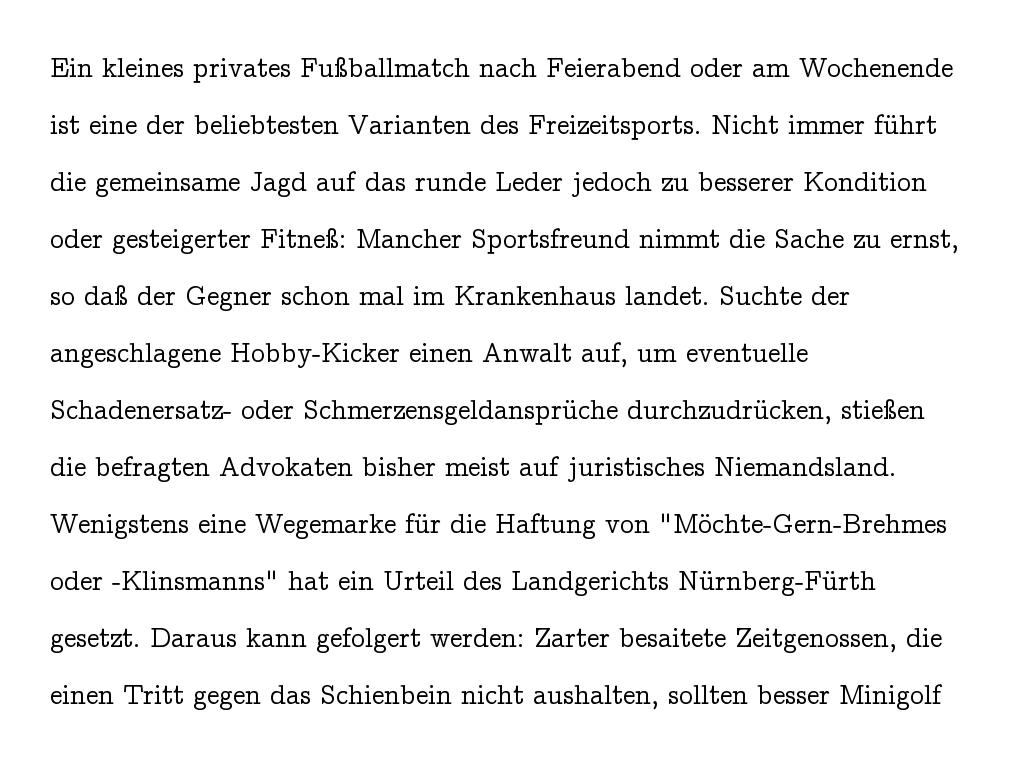 Ein kleines privates Fußballmatch nach Feierabend oder am Wochenende
ist eine der beliebtesten Varianten des Freizeitsports. Nicht immer führt
die gemeinsame Jagd auf das runde Leder jedoch zu besserer Kondition
oder gesteigerter Fitneß: Mancher Sportsfreund nimmt die Sache zu ernst,
so daß der Gegner schon mal im Krankenhaus landet. Suchte der
angeschlagene Hobby-Kicker einen Anwalt auf, um eventuelle
Schadenersatz- oder Schmerzensgeldansprüche durchzudrücken, stießen
die befragten Advokaten bisher meist auf juristisches Niemandsland.
Wenigstens eine Wegemarke für die Haftung von "Möchte-Gern-Brehmes
oder -Klinsmanns" hat ein Urteil des Landgerichts Nürnberg-Fürth
gesetzt. Daraus kann gefolgert werden: Zarter besaitete Zeitgenossen, die
einen Tritt gegen das Schienbein nicht aushalten, sollten besser Minigolf